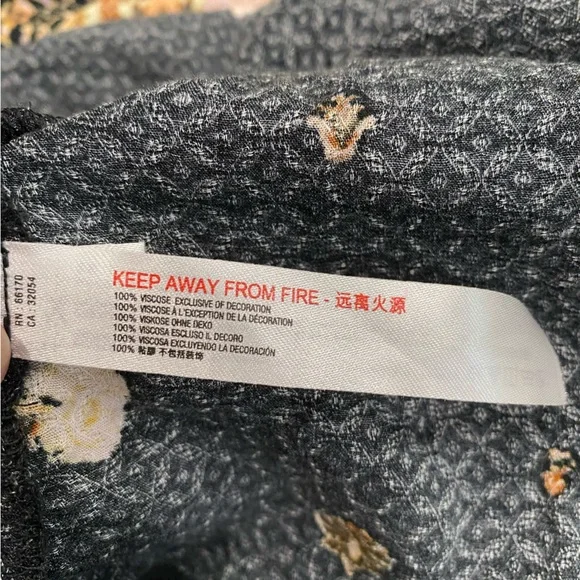 RN : 66170
CA : 32054
KEEP AWAY FROM FIRE - 远离火源
100% VISCOSE EXCLUSIVE OF DECORATION
100% VISCOSE À L'EXCEPTION DE LA DÉCORATION
100% VISKOSE OHNE DEKO
100% VISCOSA ESCLUSO IL DECORO
100% VISCOSA EXCLUYENDO LA DECORACIÓN
100% 粘膠 不包括装饰